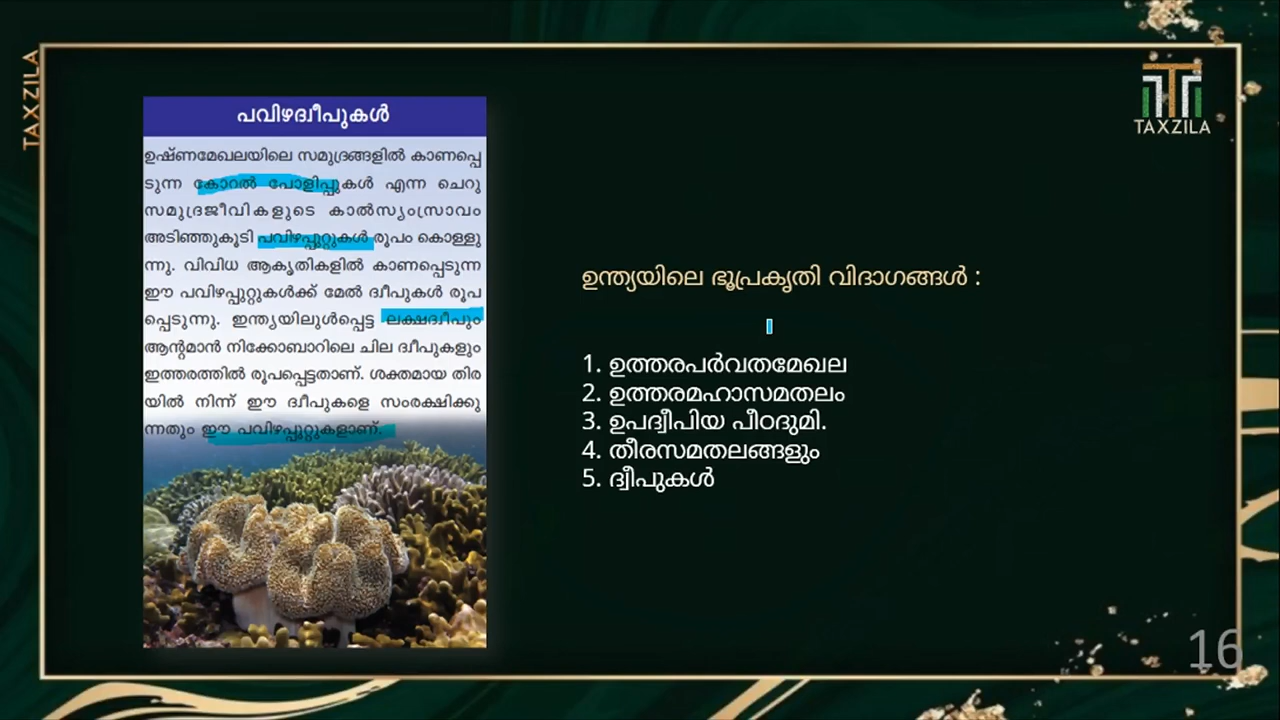 TAXZILA
TAXZILA
പവിഴദ്വീപുകൾ
ഉഷ്ണമേഖലയിലെ സമുദ്രങ്ങളിൽ കാണപ്പെ
ടുന്ന കോറൽ പോളിപ്പുകൾ എന്ന ചെറു
സമുദ്രജീവികളുടെ കാൽസ്യംസ്രാവം
അടിഞ്ഞുകൂടി പവിഴപ്പുറ്റുകൾ രൂപം കൊള്ളു
ന്നു. വിവിധ ആകൃതികളിൽ കാണപ്പെടുന്ന
ഈ പവിഴപ്പുറ്റുകൾക്ക് മേൽ ദ്വീപുകൾ രൂപ
പ്പെടുന്നു. ഇന്ത്യയിലുൾപ്പെട്ട ലക്ഷദ്വീപും
ആന്റമാൻ നിക്കോബാറിലെ ചില ദ്വീപുകളും
ഇത്തരത്തിൽ രൂപപ്പെട്ടതാണ്. ശക്തമായ തിര
യിൽ നിന്ന് ഈ ദ്വീപുകളെ സംരക്ഷിക്കു
ന്നതും ഈ പവിഴപ്പുറ്റുകളാണ്.
ഉന്ത്യയിലെ ഭൂപ്രകൃതി വിദാഗങ്ങൾ :
1. ഉത്തരപർവതമേഖല
2. ഉത്തരമഹാസമതലം
3. ഉപദ്വീപിയ പീഠദുമി.
4. തീരസമതലങ്ങളും
5. ദ്വീപുകൾ
16